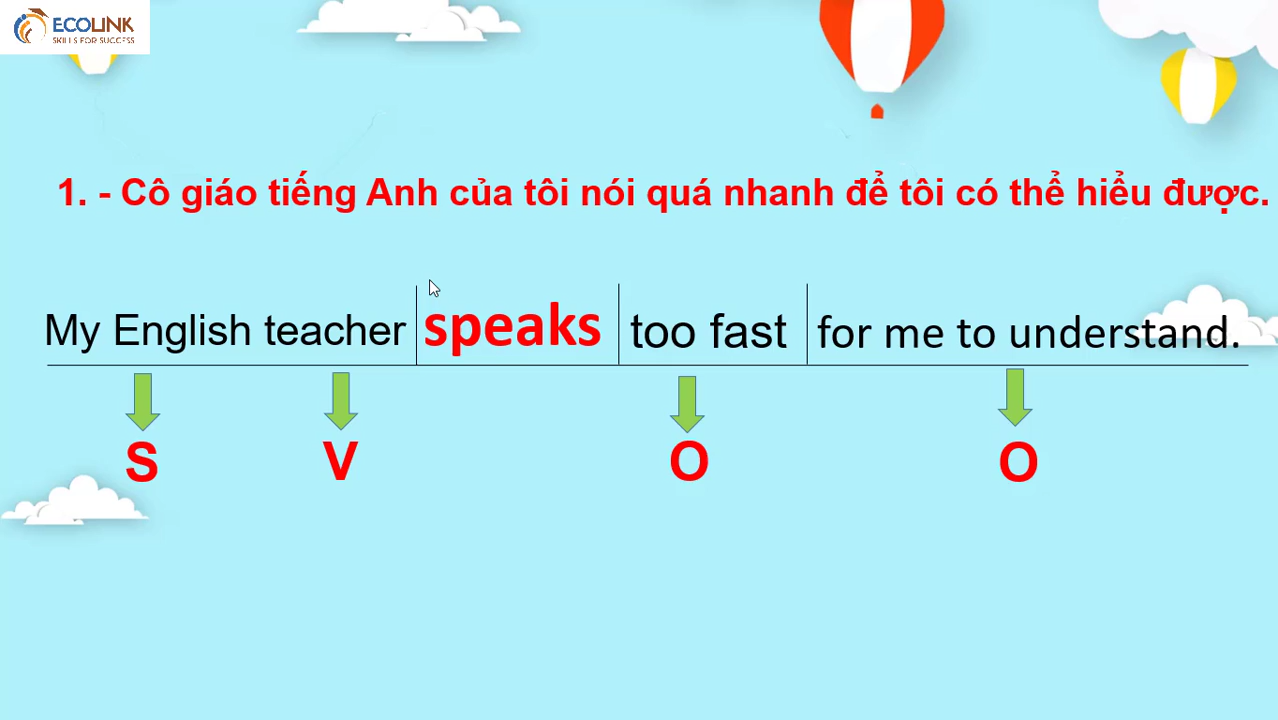 ECOLINK
SKILLS FOR SUCCESS
1. - Cô giáo tiếng Anh của tôi nói quá nhanh để tôi có thể hiểu được.
My English teacher speaks too fast for me to understand.
S V O O